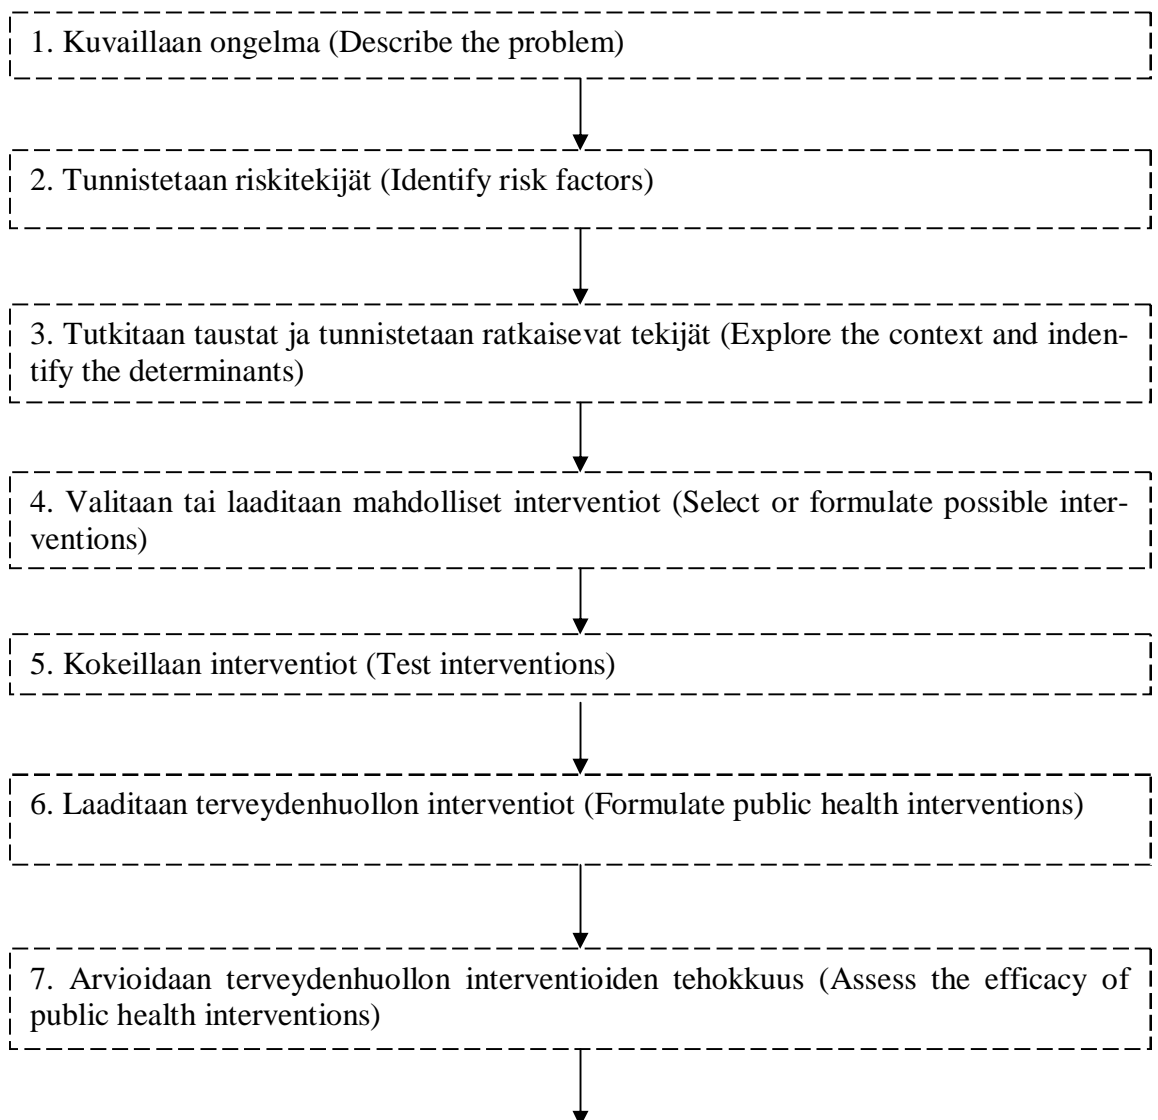 1. Kuvaillaan ongelma (Describe the problem)
2. Tunnistetaan riskitekijät (Identify risk factors)
3. Tutkitaan taustat ja tunnistetaan ratkaisevat tekijät (Explore the context and inden-
tify the determinants)
4. Valitaan tai laaditaan mahdolliset interventiot (Select or formulate possible inter-
ventions)
5. Kokeillaan interventiot (Test interventions)
6. Laaditaan terveydenhuollon interventiot (Formulate public health interventions)
7. Arvioidaan terveydenhuollon interventioiden tehokkuus (Assess the efficacy of
public health interventions)